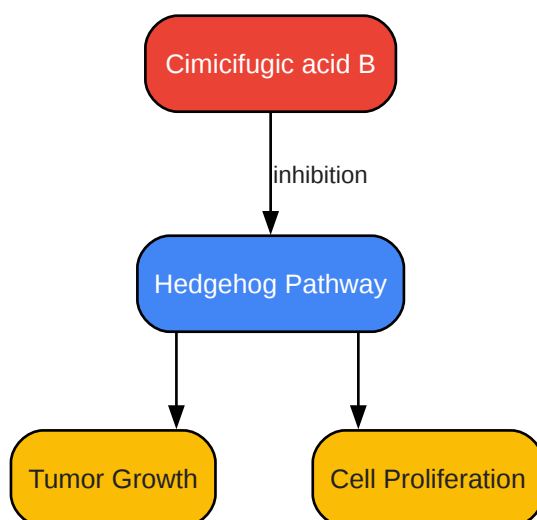 Cimicifugic acid B
inhibition
Hedgehog Pathway
Tumor Growth
Cell Proliferation